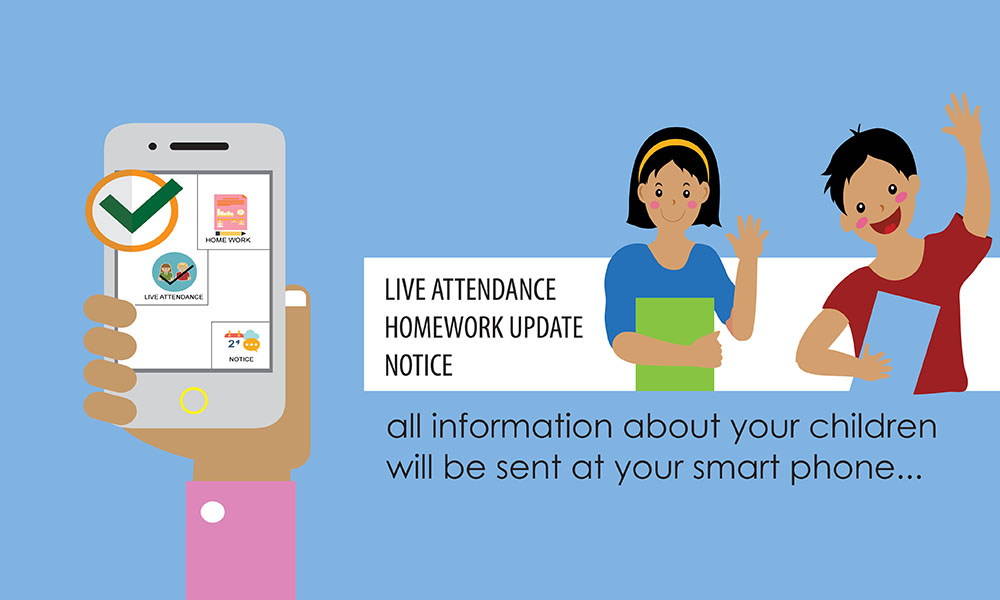 HOME WORK
LIVE ATTENDANCE
NOTICE
LIVE ATTENDANCE
HOMEWORK UPDATE
NOTICE
all information about your children
will be sent at your smart phone...